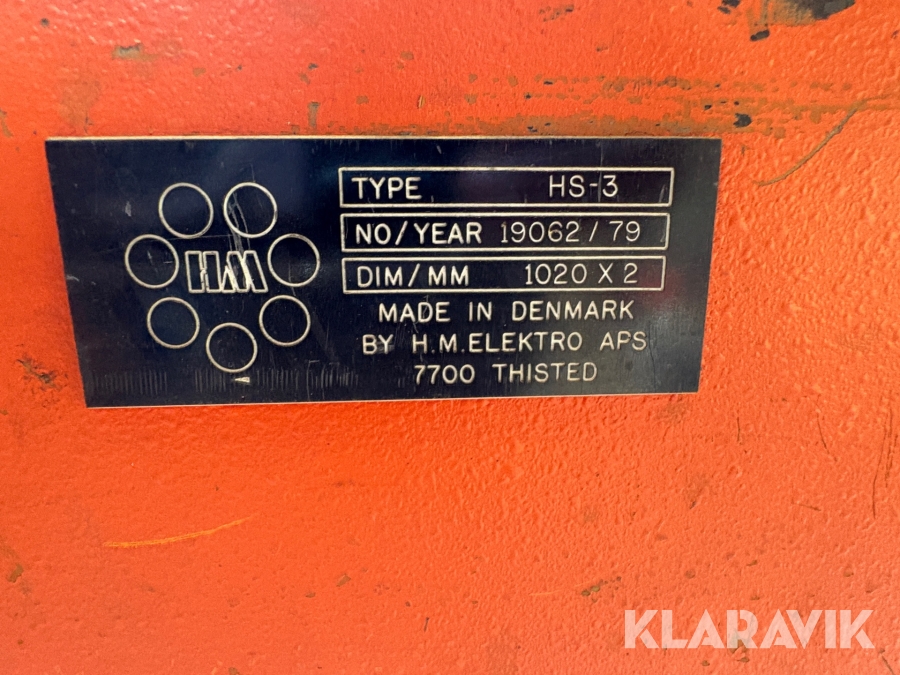 HM
TYPE HS-3
NO/YEAR 19062/79
DIM/MM 1020 X 2
MADE IN DENMARK
BY H.M.ELEKTRO APS
7700 THISTED
KLARAVIK